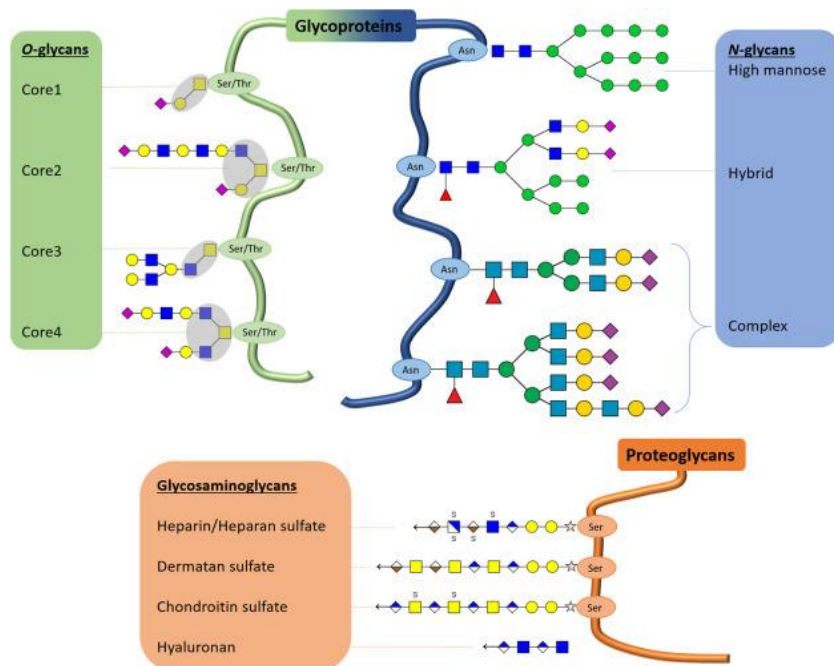 Glycoproteins
O-glycans
Core1
Core2
Core3
Core4
Ser/Thr
Ser/Thr
Ser/Thr
Ser/Thr
Asn
Asn
Asn
Asn
N-glycans
High mannose
Hybrid
Complex
Proteoglycans
Glycosaminoglycans
Heparin/Heparan sulfate
S S
S S
Ser
Dermatan sulfate
S
Ser
Chondroitin sulfate
S S
Ser
Hyaluronan